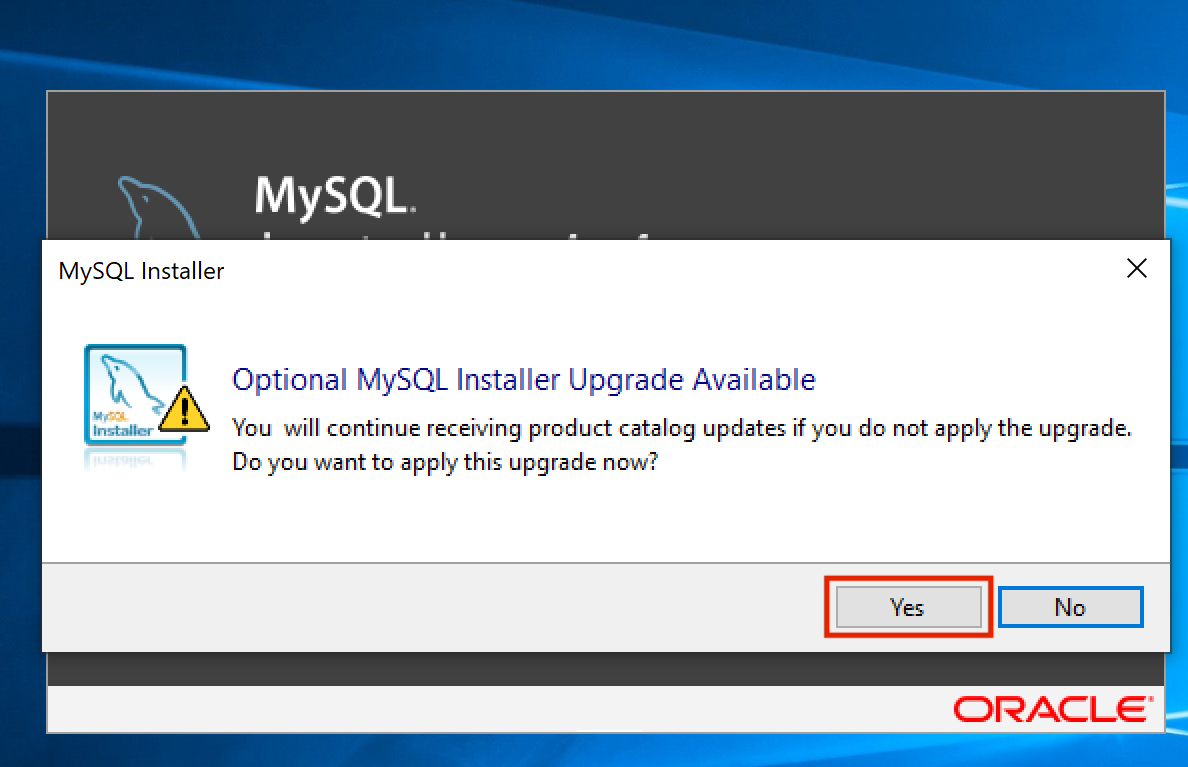 MySQL.
MySQL Installer
MySQL
Installer
Optional MySQL Installer Upgrade Available
You  will continue receiving product catalog updates if you do not apply the upgrade.
Do you want to apply this upgrade now?
Yes
No
ORACLE®